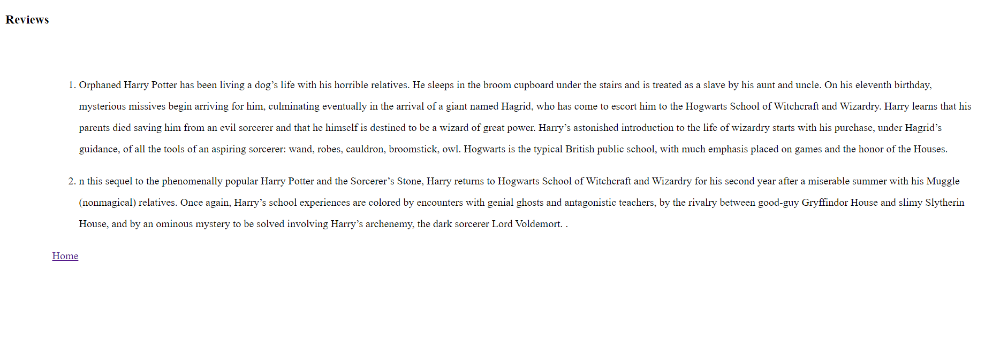 Reviews
1. Orphaned Harry Potter has been living a dog’s life with his horrible relatives. He sleeps in the broom cupboard under the stairs and is treated as a slave by his aunt and uncle. On his eleventh birthday,
mysterious missives begin arriving for him, culminating eventually in the arrival of a giant named Hagrid, who has come to escort him to the Hogwarts School of Witchcraft and Wizardry. Harry learns that his
parents died saving him from an evil sorcerer and that he himself is destined to be a wizard of great power. Harry’s astonished introduction to the life of wizardry starts with his purchase, under Hagrid’s
guidance, of all the tools of an aspiring sorcerer: wand, robes, cauldron, broomstick, owl. Hogwarts is the typical British public school, with much emphasis placed on games and the honor of the Houses.
2. n this sequel to the phenomenally popular Harry Potter and the Sorcerer’s Stone, Harry returns to Hogwarts School of Witchcraft and Wizardry for his second year after a miserable summer with his Muggle
(nonmagical) relatives. Once again, Harry’s school experiences are colored by encounters with genial ghosts and antagonistic teachers, by the rivalry between good-guy Gryffindor House and slimy Slytherin
House, and by an ominous mystery to be solved involving Harry’s archenemy, the dark sorcerer Lord Voldemort. .
Home